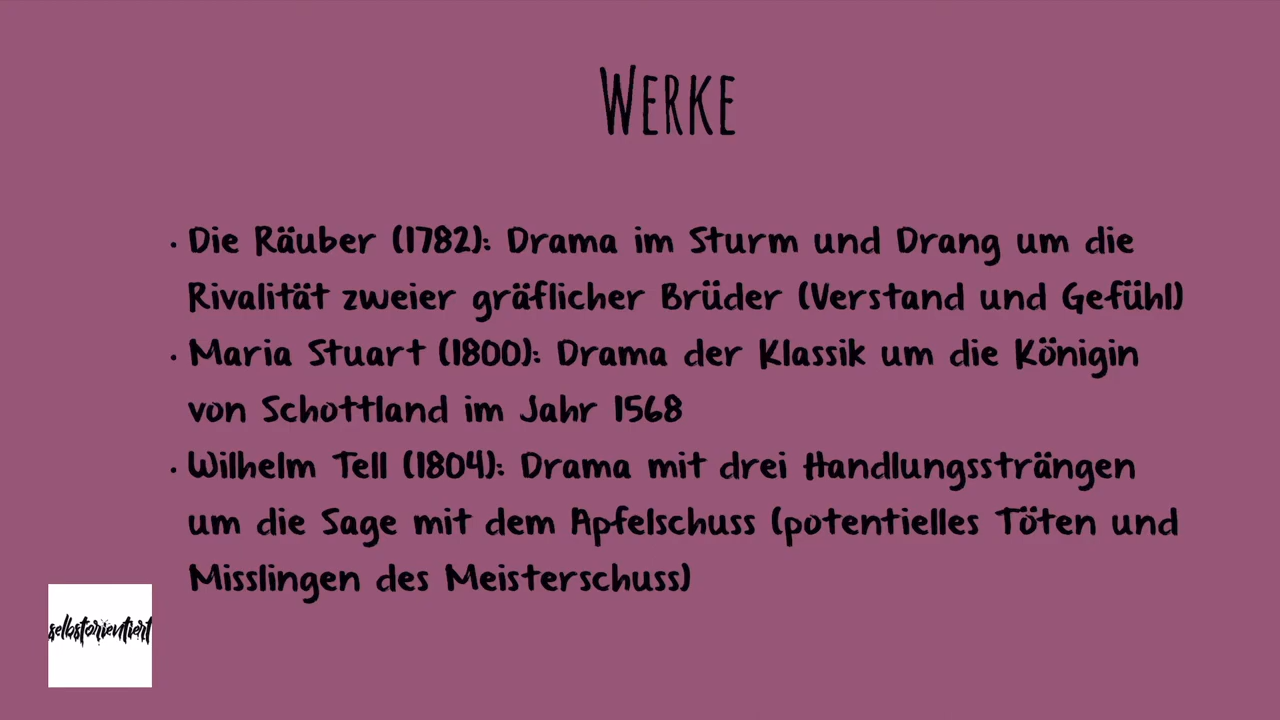 WERKE
• Die Räuber (1782): Drama im Sturm und Drang um die
Rivalität zweier gräflicher Brüder (Verstand und Gefühl)
• Maria Stuart (1800): Drama der Klassik um die Königin
von Schottland im Jahr 1568
• Wilhelm Tell (1804): Drama mit drei Handlungssträngen
um die Sage mit dem Apfelschuss (potentielles Töten und
Misslingen des Meisterschuss)
selbstorientiert